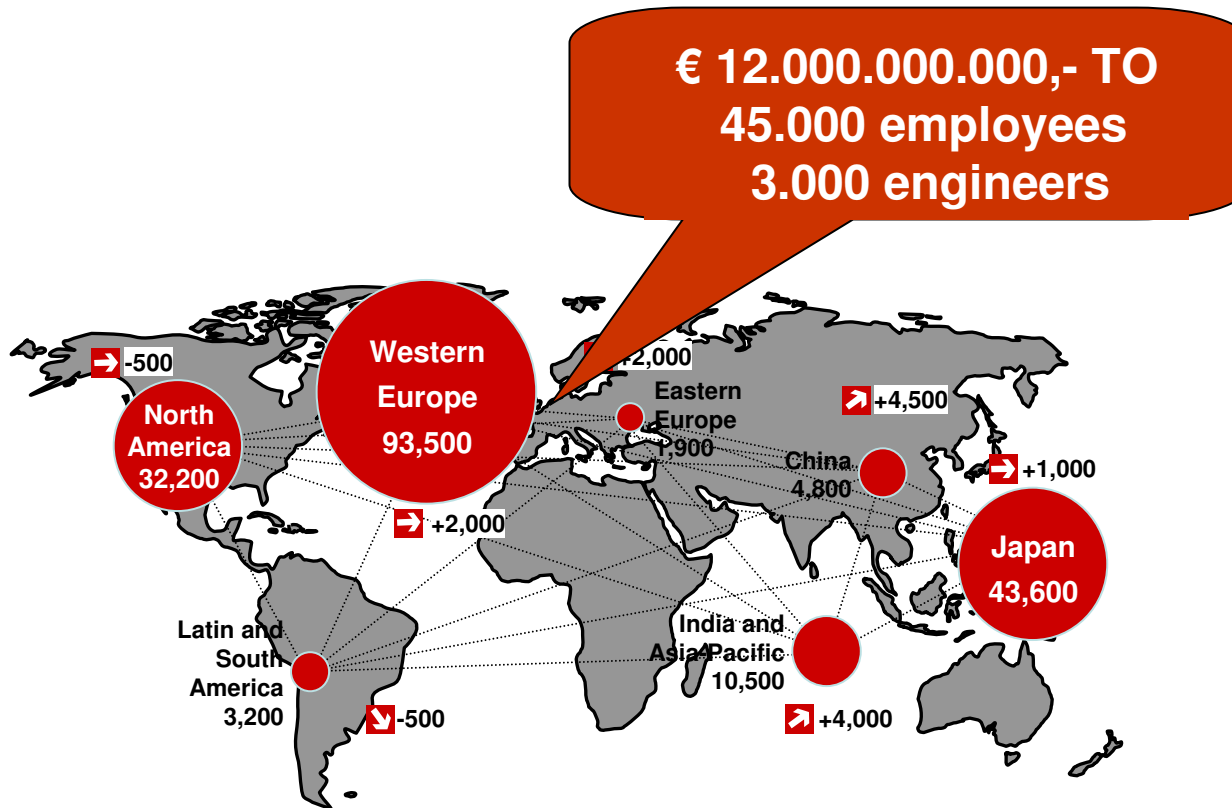 € 12.000.000.000,- TO
45.000 employees
3.000 engineers
-500
North
America
32,200
Western
Europe
93,500
+2,000
+2,000
Eastern
Europe
1,900
+4,500
China
4,800
+1,000
Japan
43,600
Latin and
South
America
3,200
-500
India and
Asia-Pacific
10,500
+4,000